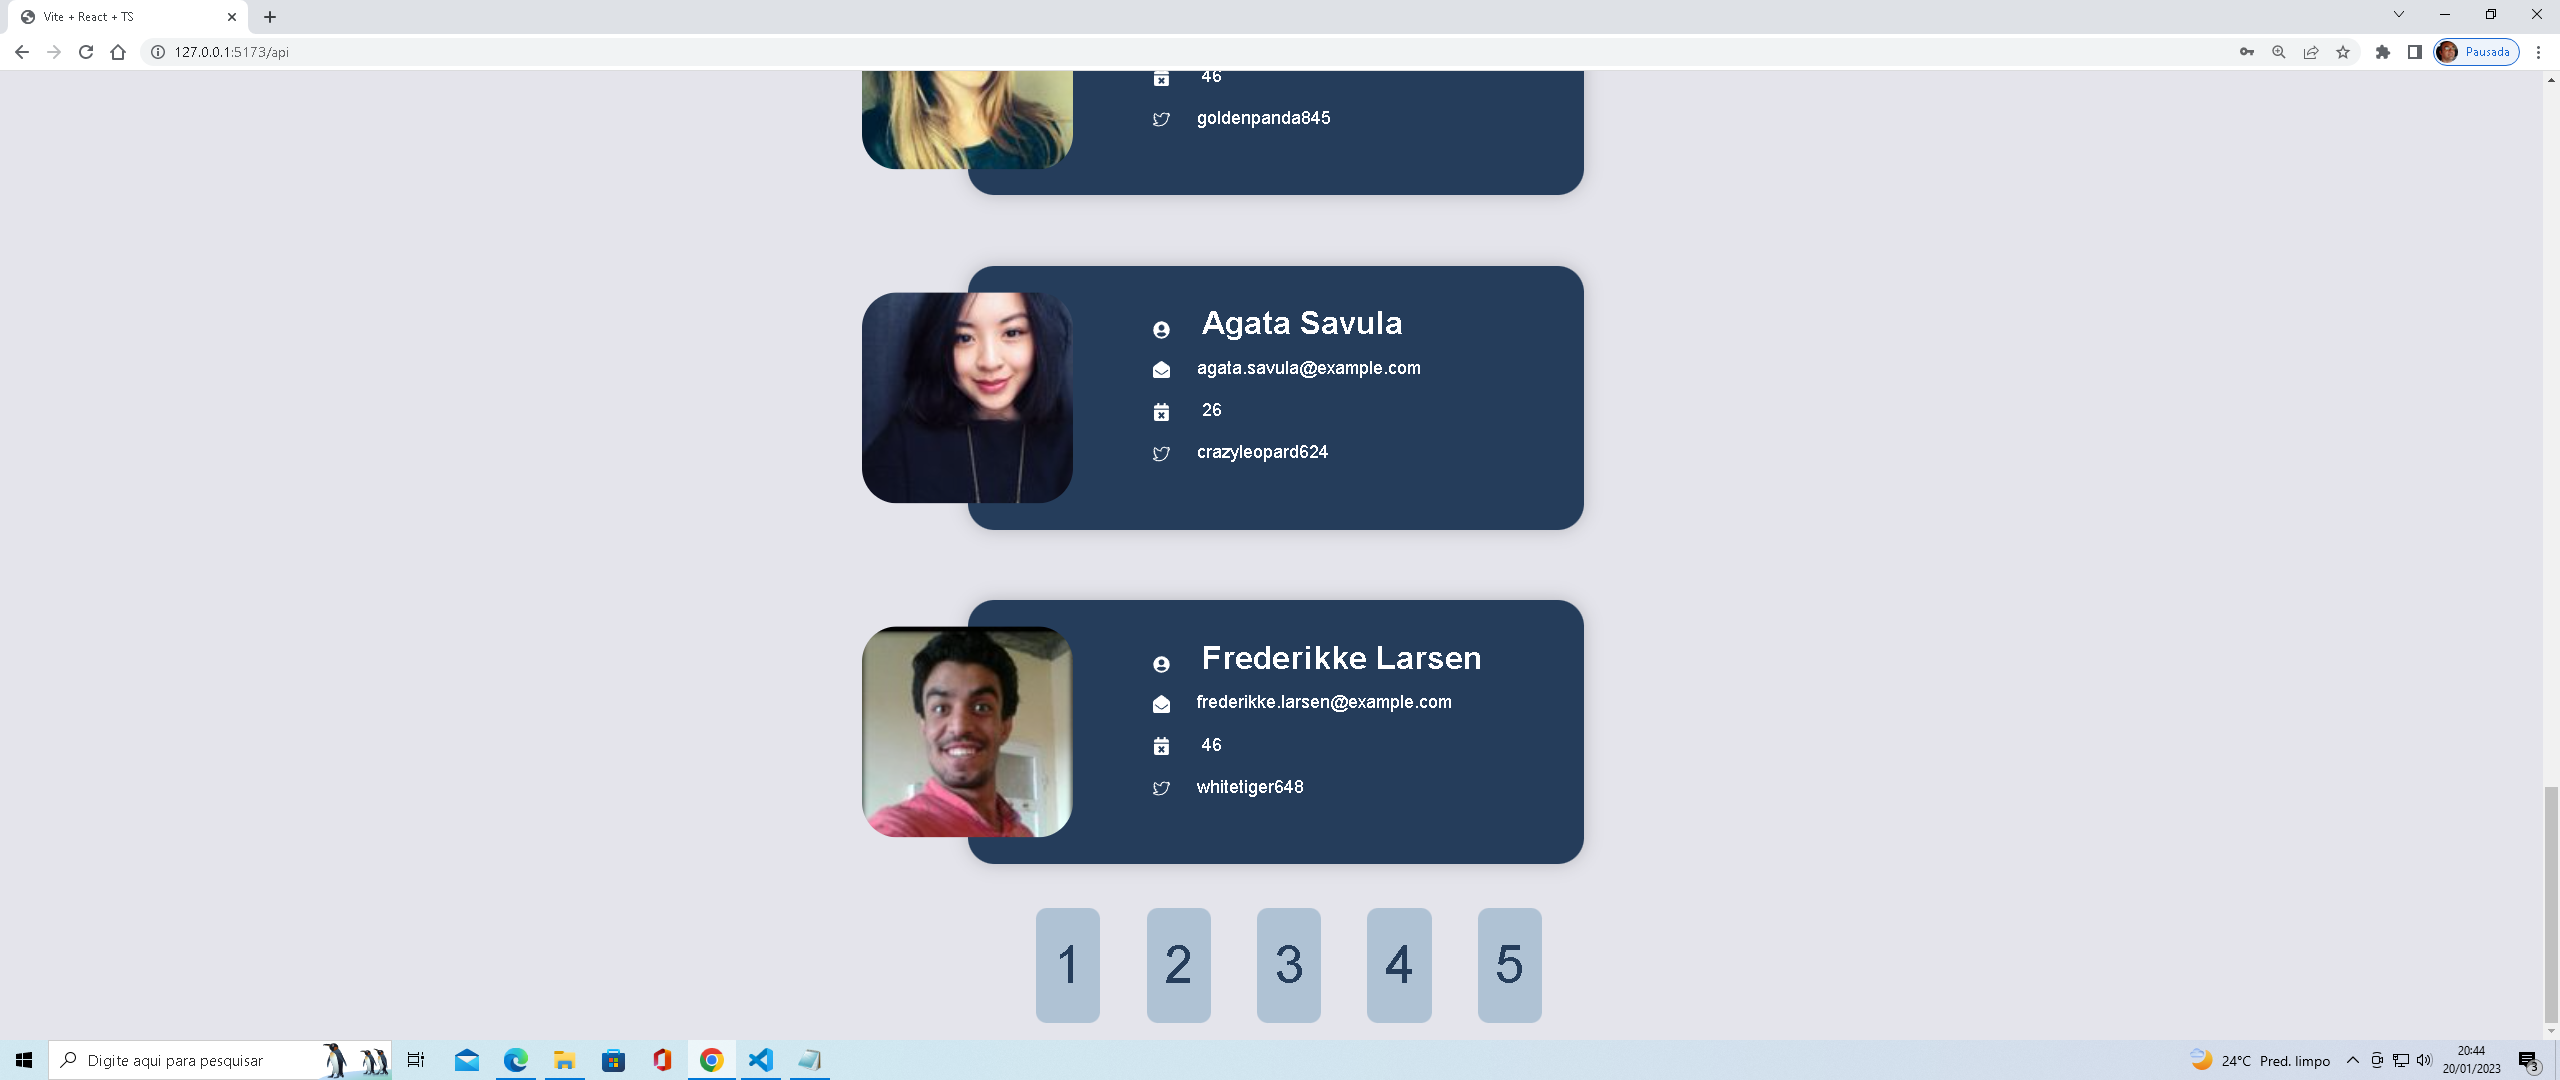 Vite + React + TS
127.0.0.1:5173/api
Pausada
46
goldenpanda845
Agata Savula
agata.savula@example.com
26
crazyleopard624
Frederikke Larsen
frederikke.larsen@example.com
46
whitetiger648
1 2 3 4 5
Digite aqui para pesquisar
24°C Pred. limpo
20:44
20/01/2023
3